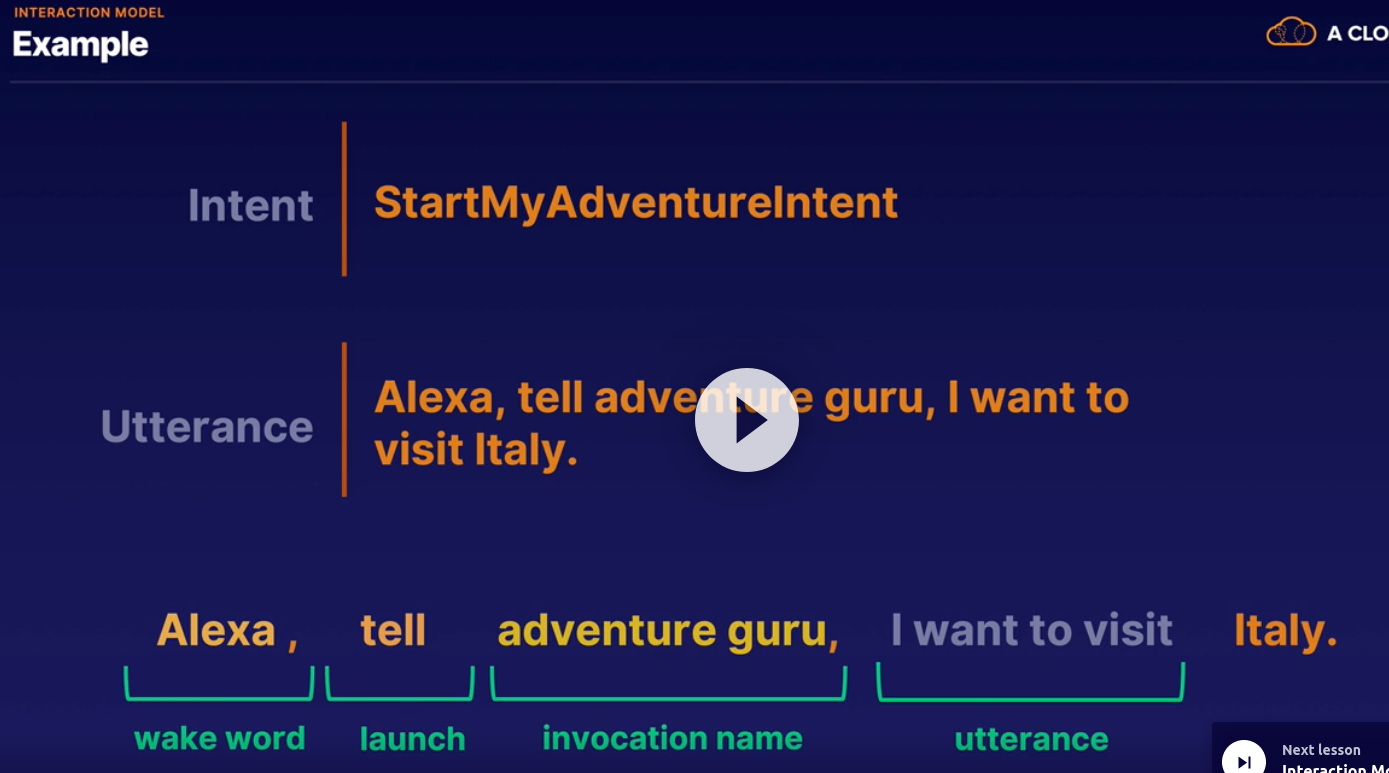 INTERACTION MODEL
Example
A CLO
Intent
StartMyAdventureIntent
Utterance
Alexa, tell adventure guru, I want to
visit Italy.
Alexa , tell adventure guru, I want to visit Italy.
wake word launch invocation name utterance
Next lesson
Interaction Mo